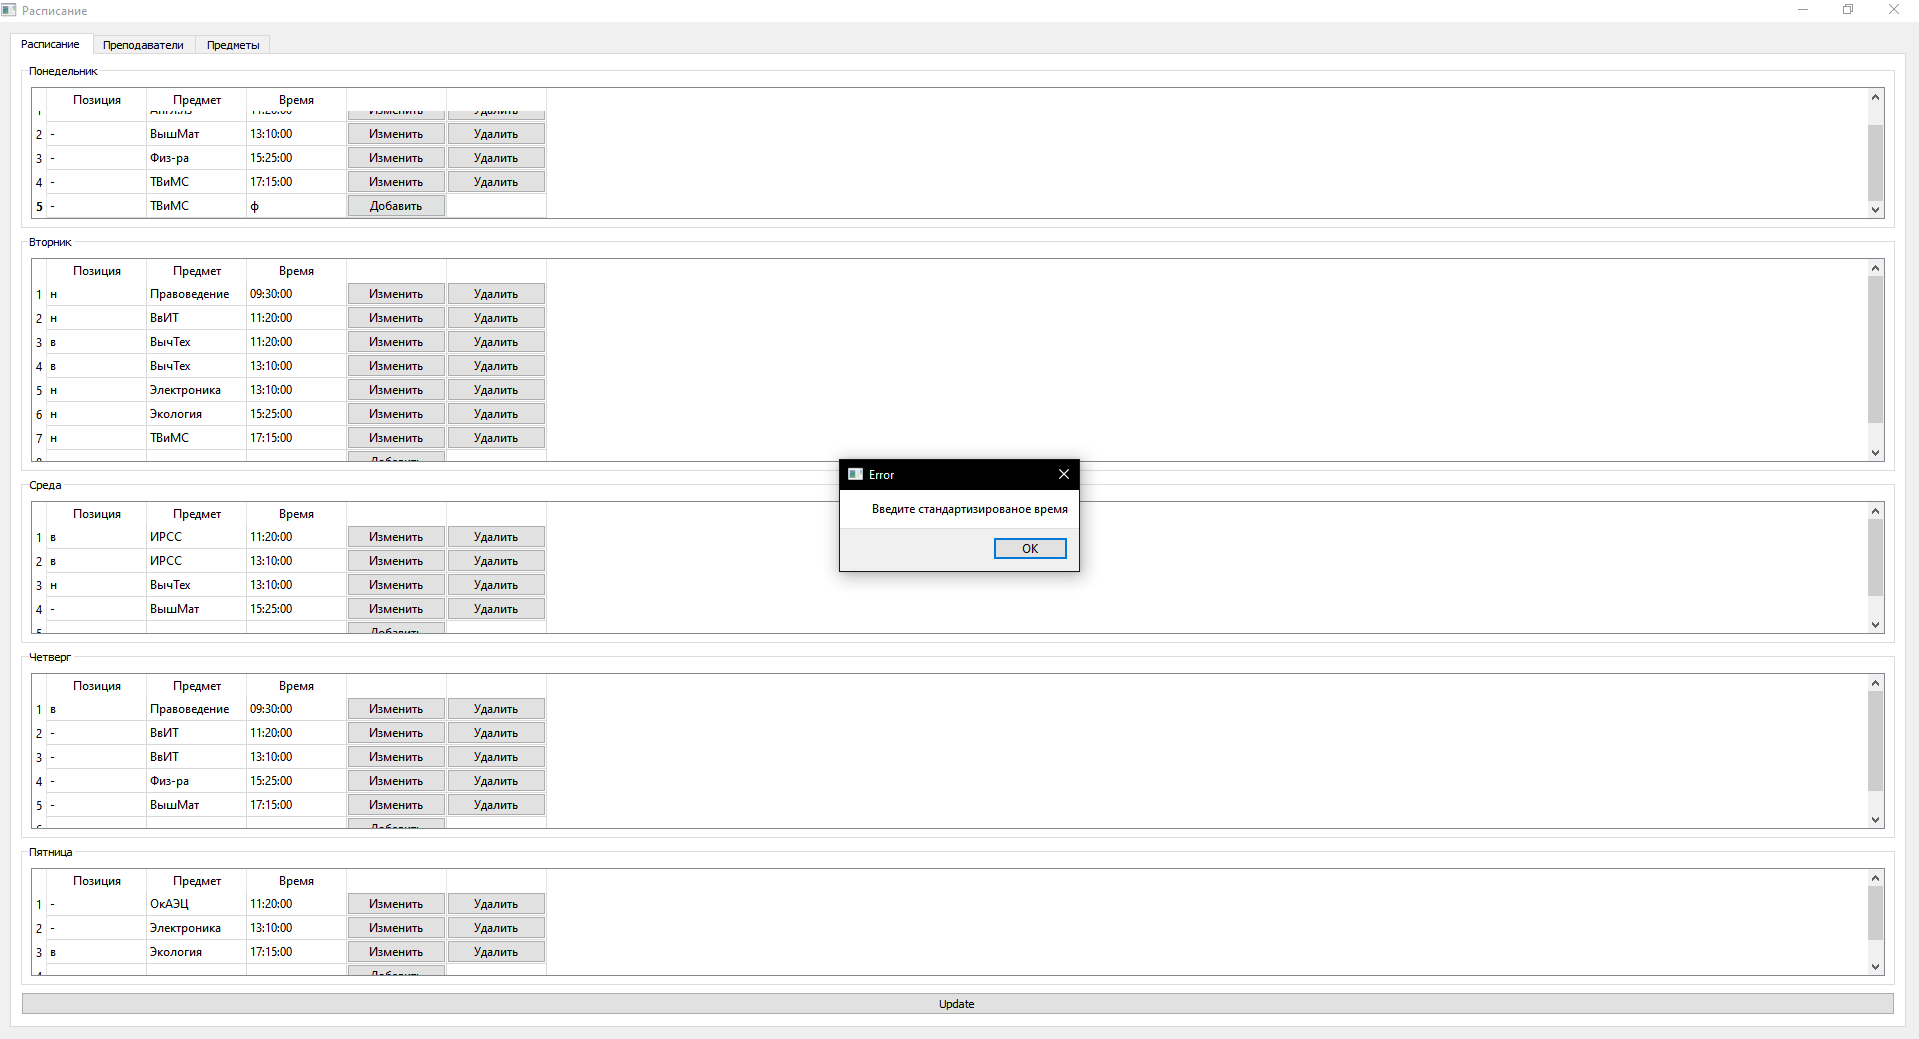 Расписание
Расписание Преподаватели Предметы
Понедельник
Позиция Предмет Время
2 - ВышМат 13:10:00 Изменить Удалить
3 - Физ-ра 15:25:00 Изменить Удалить
4 - ТВиМС 17:15:00 Изменить Удалить
5 - ТВиМС ф Добавить
Вторник
Позиция Предмет Время
1 н Правоведение 09:30:00 Изменить Удалить
2 н ВвИТ 11:20:00 Изменить Удалить
3 в ВычТех 11:20:00 Изменить Удалить
4 в ВычТех 13:10:00 Изменить Удалить
5 н Электроника 13:10:00 Изменить Удалить
6 н Экология 15:25:00 Изменить Удалить
7 н ТВиМС 17:15:00 Изменить Удалить
Добавить
Error
Введите стандартизированое время
OK
Среда
Позиция Предмет Время
1 в ИРСС 11:20:00 Изменить Удалить
2 в ИРСС 13:10:00 Изменить Удалить
3 н ВычТех 13:10:00 Изменить Удалить
4 - ВышМат 15:25:00 Изменить Удалить
Добавить
Четверг
Позиция Предмет Время
1 в Правоведение 09:30:00 Изменить Удалить
2 - ВвИТ 11:20:00 Изменить Удалить
3 - ВвИТ 13:10:00 Изменить Удалить
4 - Физ-ра 15:25:00 Изменить Удалить
5 - ВышМат 17:15:00 Изменить Удалить
Добавить
Пятница
Позиция Предмет Время
1 - ОкАЭЦ 11:20:00 Изменить Удалить
2 - Электроника 13:10:00 Изменить Удалить
3 в Экология 17:15:00 Изменить Удалить
Добавить
Update